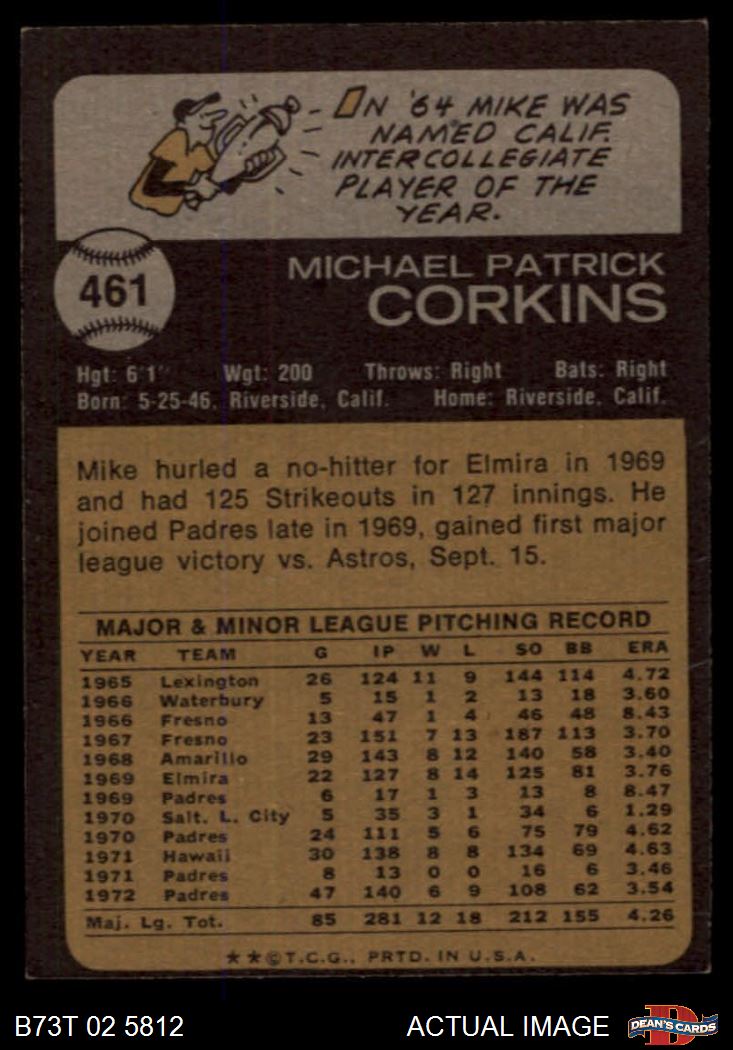 IN '64 MIKE WAS
NAMED CALIF.
INTERCOLLEGIATE
PLAYER OF THE
YEAR.
461
MICHAEL PATRICK
CORKINS
Hgt: 6'1" Wgt: 200 Throws: Right Bats: Right
Born: 5-25-46, Riverside, Calif. Home: Riverside, Calif.
Mike hurled a no-hitter for Elmira in 1969
and had 125 Strikeouts in 127 innings. He
joined Padres late in 1969, gained first major
league victory vs. Astros, Sept. 15.
MAJOR & MINOR LEAGUE PITCHING RECORD
YEAR TEAM G IP W L SO BB ERA
1965 Lexington 26 124 11 9 144 114 4.72
1966 Waterbury 5 15 1 2 13 18 3.60
1966 Fresno 13 47 1 4 46 48 8.43
1967 Fresno 23 151 7 13 187 113 3.70
1968 Amarillo 29 143 8 12 140 58 3.40
1969 Elmira 22 127 8 14 125 81 3.76
1969 Padres 6 17 1 3 13 8 8.47
1970 Salt. L. City 5 35 3 1 34 6 1.29
1970 Padres 24 111 5 6 75 79 4.62
1971 Hawaii 30 138 8 8 134 69 4.63
1971 Padres 8 13 0 0 16 6 3.46
1972 Padres 47 140 6 9 108 62 3.54
Maj. Lg. Tot. 85 281 12 18 212 155 4.26
★★©T.C.G., PRTD. IN U.S.A.
B73T 02 5812 ACTUAL IMAGE D DEAN'S CARDS